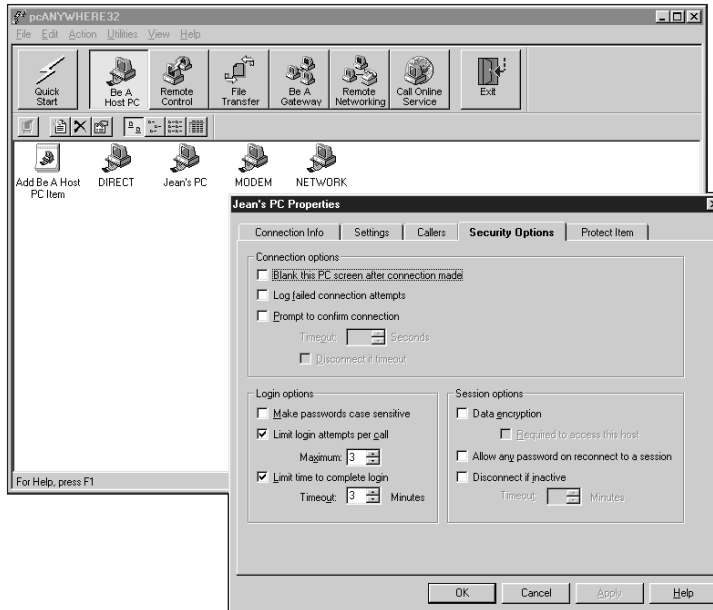 pcANYWHERE32
File Edit Action Utilities View Help
Quick Start
Be A Host PC
Remote Control
File Transfer
Be A Gateway
Remote Networking
Call Online Service
Exit
Add Be A Host PC Item
DIRECT
Jean's PC
MODEM
NETWORK
For Help, press F1
Jean's PC Properties
Connection Info
Settings
Callers
Security Options
Protect Item
Connection options
Blank this PC screen after connection made
Log failed connection attempts
Prompt to confirm connection
Timeout: Seconds
Disconnect if timeout
Login options
Make passwords case sensitive
Limit login attempts per call
Maximum: 3
Limit time to complete login
Timeout: 3 Minutes
Session options
Data encryption
Required to access this host
Allow any password on reconnect to a session
Disconnect if inactive
Timeout: Minutes
OK
Cancel
Apply
Help